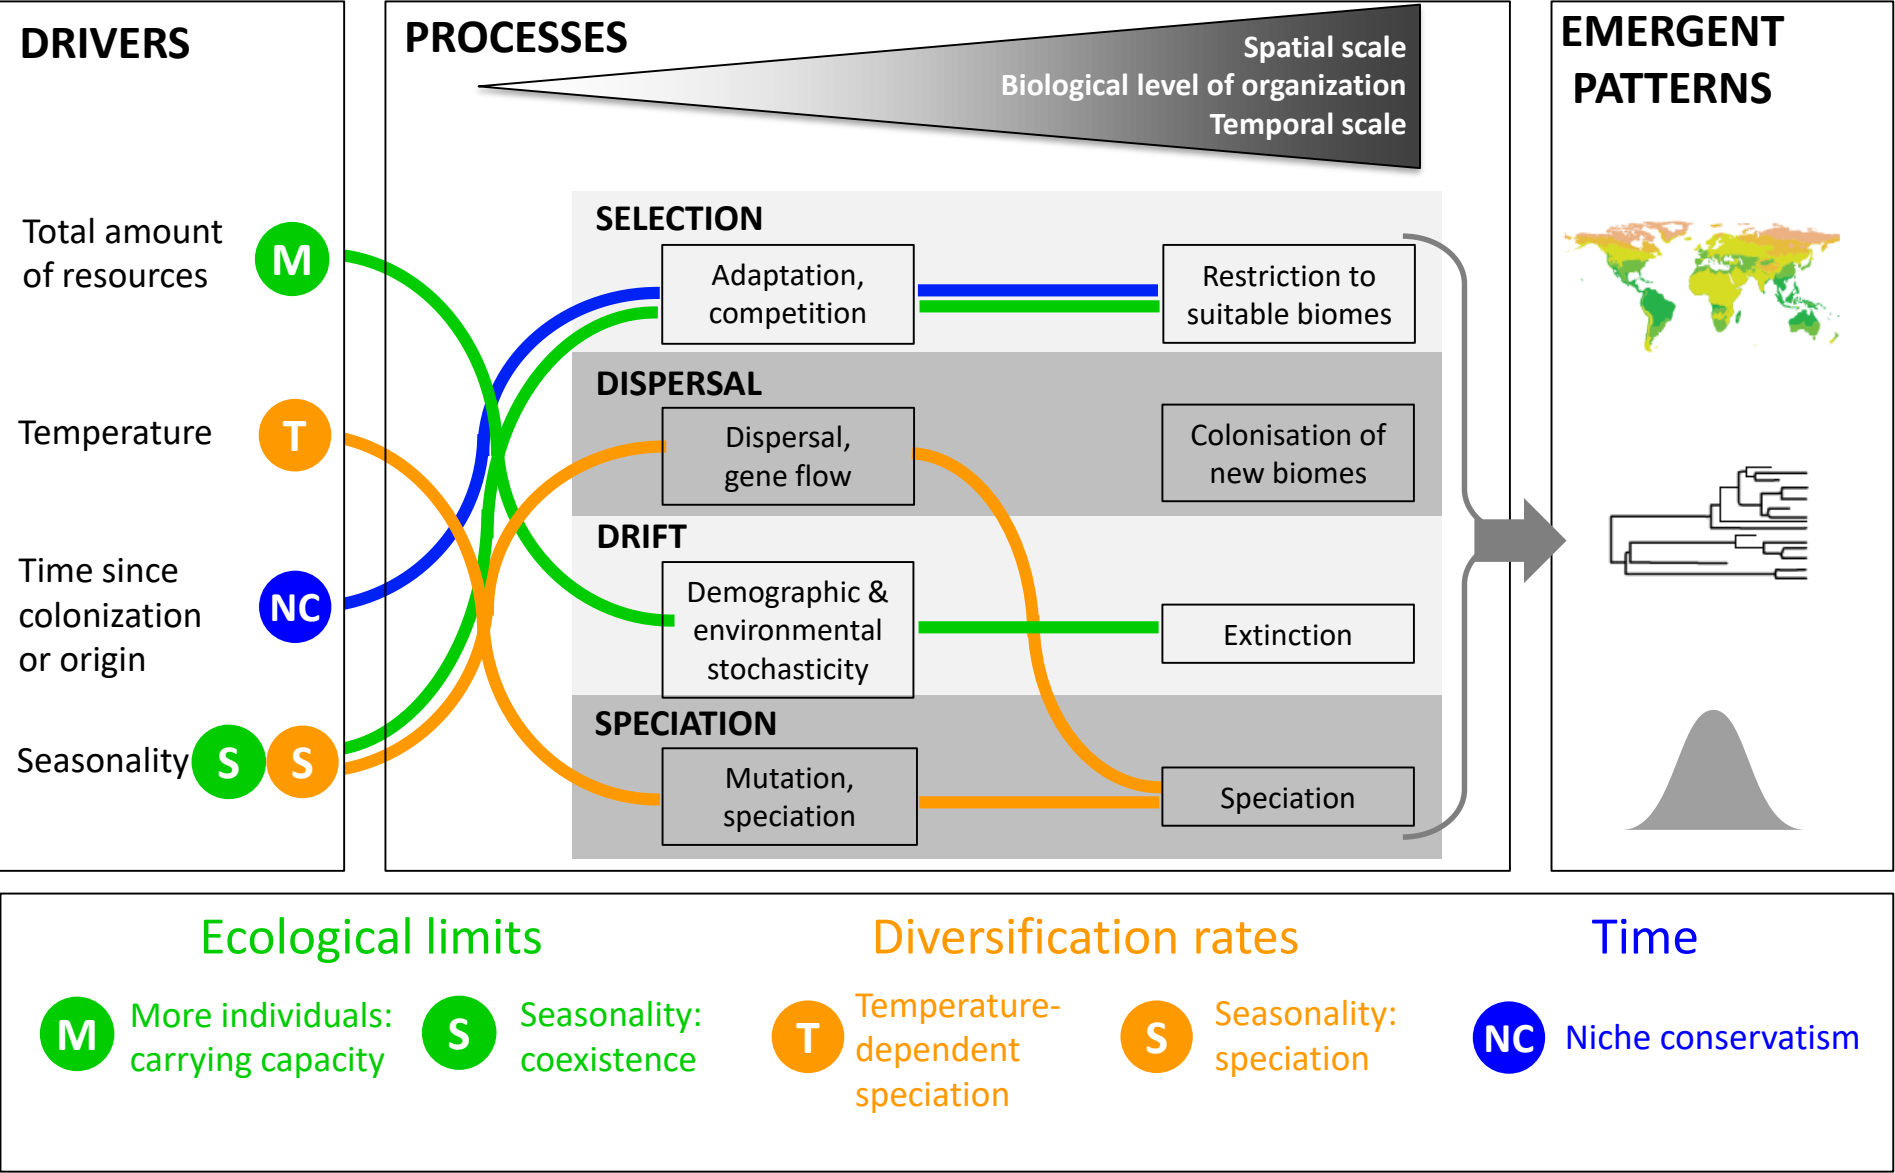 DRIVERS
Total amount
of resources
M
Temperature
T
Time since
colonization
or origin
NC
Seasonality
S
S
PROCESSES
Spatial scale
Biological level of organization
Temporal scale
SELECTION
Adaptation,
competition
Restriction to
suitable biomes
DISPERSAL
Dispersal,
gene flow
Colonisation of
new biomes
DRIFT
Demographic &
environmental
stochasticity
Extinction
SPECIATION
Mutation,
speciation
Speciation
EMERGENT
PATTERNS
Ecological limits
M
More individuals:
carrying capacity
S
Seasonality:
coexistence
Diversification rates
T
Temperature-
dependent
speciation
S
Seasonality:
speciation
Time
NC
Niche conservatism